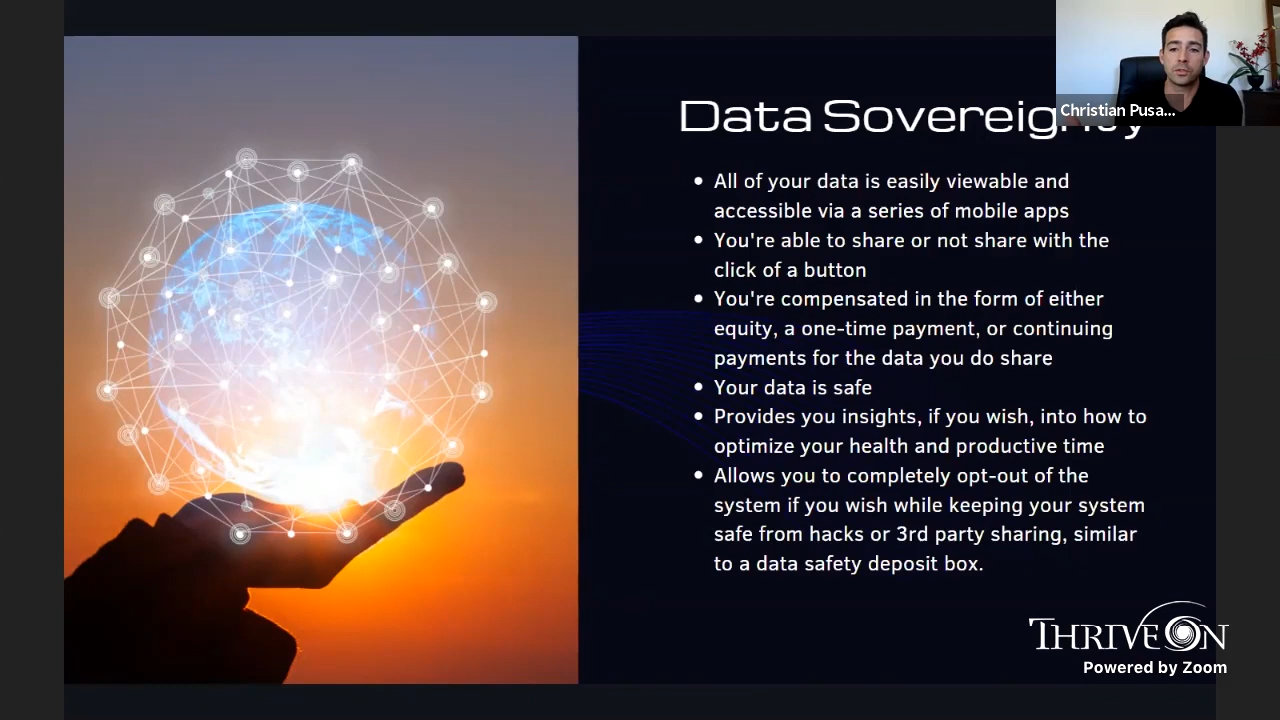 Data Sovereignty
Christian Pusa...
• All of your data is easily viewable and
accessible via a series of mobile apps
• You're able to share or not share with the
click of a button
• You're compensated in the form of either
equity, a one-time payment, or continuing
payments for the data you do share
• Your data is safe
• Provides you insights, if you wish, into how to
optimize your health and productive time
• Allows you to completely opt-out of the
system if you wish while keeping your system
safe from hacks or 3rd party sharing, similar
to a data safety deposit box.
THRIVEON
Powered by Zoom